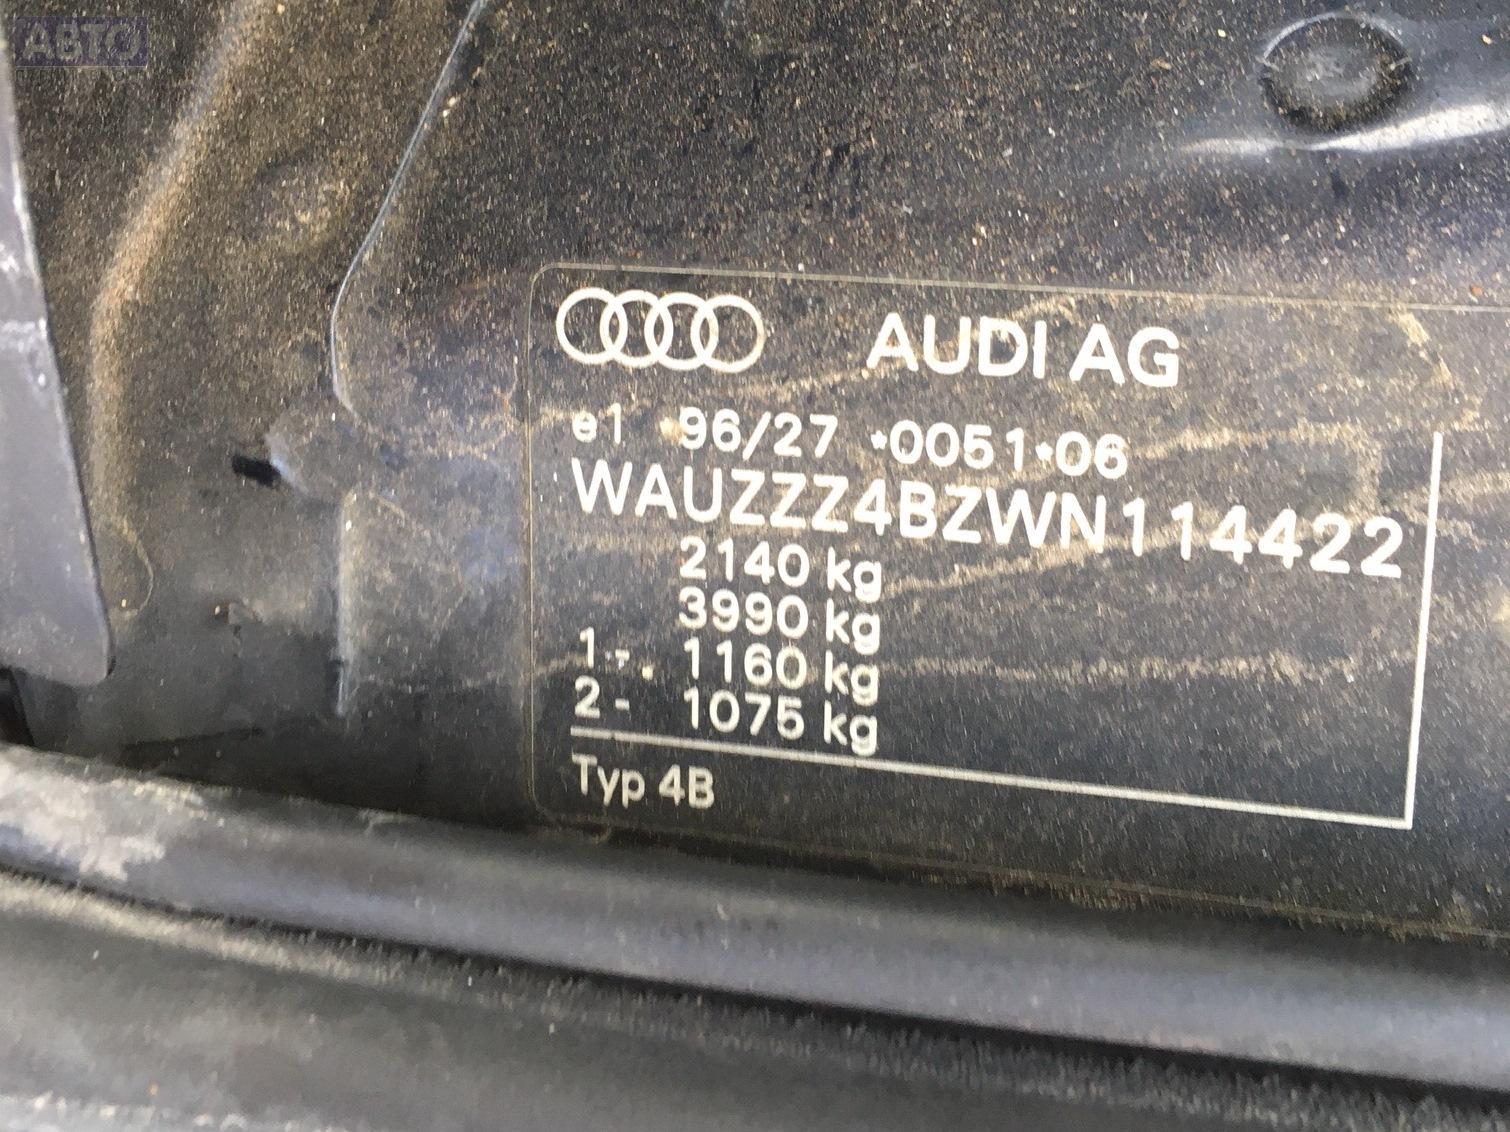 АВТО
AUDI AG
e1 *96/27 *0051*06
WAUZZZ4BZWN114422
2140 kg
3990 kg
1- 1160 kg
2- 1075 kg
Typ 4B